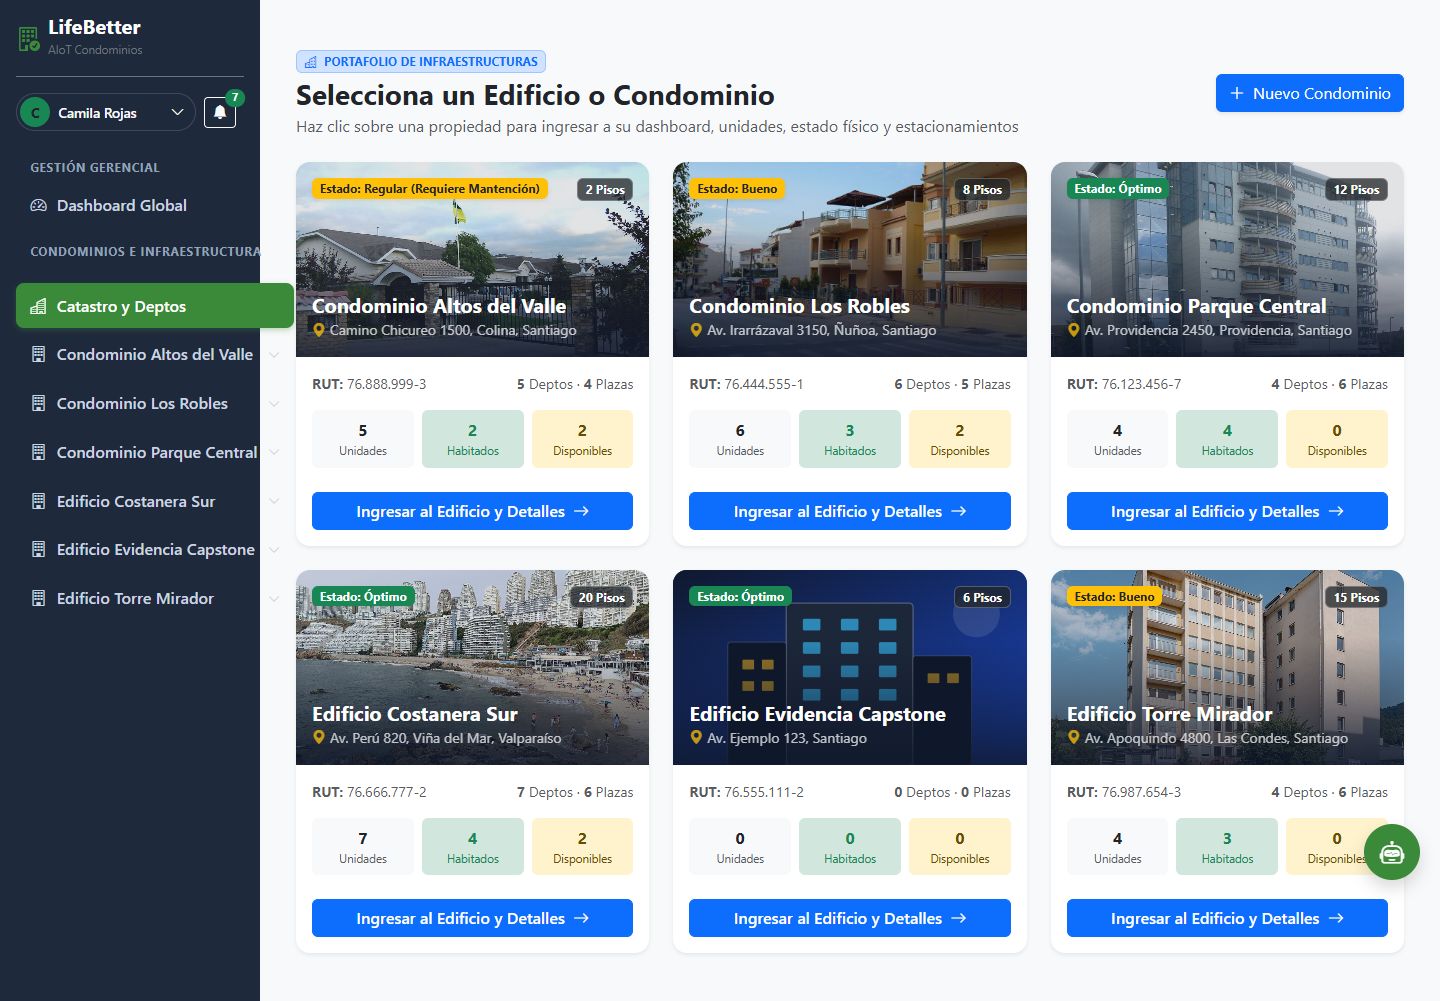 LifeBetter
AIoT Condominios
C
Camila Rojas
7
GESTIÓN GERENCIAL
Dashboard Global
CONDOMINIOS E INFRAESTRUCTURA
Catastro y Deptos
Condominio Altos del Valle
Condominio Los Robles
Condominio Parque Central
Edificio Costanera Sur
Edificio Evidencia Capstone
Edificio Torre Mirador
PORTAFOLIO DE INFRAESTRUCTURAS
Selecciona un Edificio o Condominio
Haz clic sobre una propiedad para ingresar a su dashboard, unidades, estado físico y estacionamientos
Nuevo Condominio
Estado: Regular (Requiere Mantención)
2 Pisos
Condominio Altos del Valle
Camino Chicureo 1500, Colina, Santiago
RUT: 76.888.999-3
5 Deptos · 4 Plazas
5
Unidades
2
Habitados
2
Disponibles
Ingresar al Edificio y Detalles
Estado: Bueno
8 Pisos
Condominio Los Robles
Av. Irarrázaval 3150, Ñuñoa, Santiago
RUT: 76.444.555-1
6 Deptos · 5 Plazas
6
Unidades
3
Habitados
2
Disponibles
Ingresar al Edificio y Detalles
Estado: Óptimo
12 Pisos
Condominio Parque Central
Av. Providencia 2450, Providencia, Santiago
RUT: 76.123.456-7
4 Deptos · 6 Plazas
4
Unidades
4
Habitados
0
Disponibles
Ingresar al Edificio y Detalles
Estado: Óptimo
20 Pisos
Edificio Costanera Sur
Av. Perú 820, Viña del Mar, Valparaíso
RUT: 76.666.777-2
7 Deptos · 6 Plazas
7
Unidades
4
Habitados
2
Disponibles
Ingresar al Edificio y Detalles
Estado: Óptimo
6 Pisos
Edificio Evidencia Capstone
Av. Ejemplo 123, Santiago
RUT: 76.555.111-2
0 Deptos · 0 Plazas
0
Unidades
0
Habitados
0
Disponibles
Ingresar al Edificio y Detalles
Estado: Bueno
15 Pisos
Edificio Torre Mirador
Av. Apoquindo 4800, Las Condes, Santiago
RUT: 76.987.654-3
4 Deptos · 6 Plazas
4
Unidades
3
Habitados
0
Disponibles
Ingresar al Edificio y Detalles